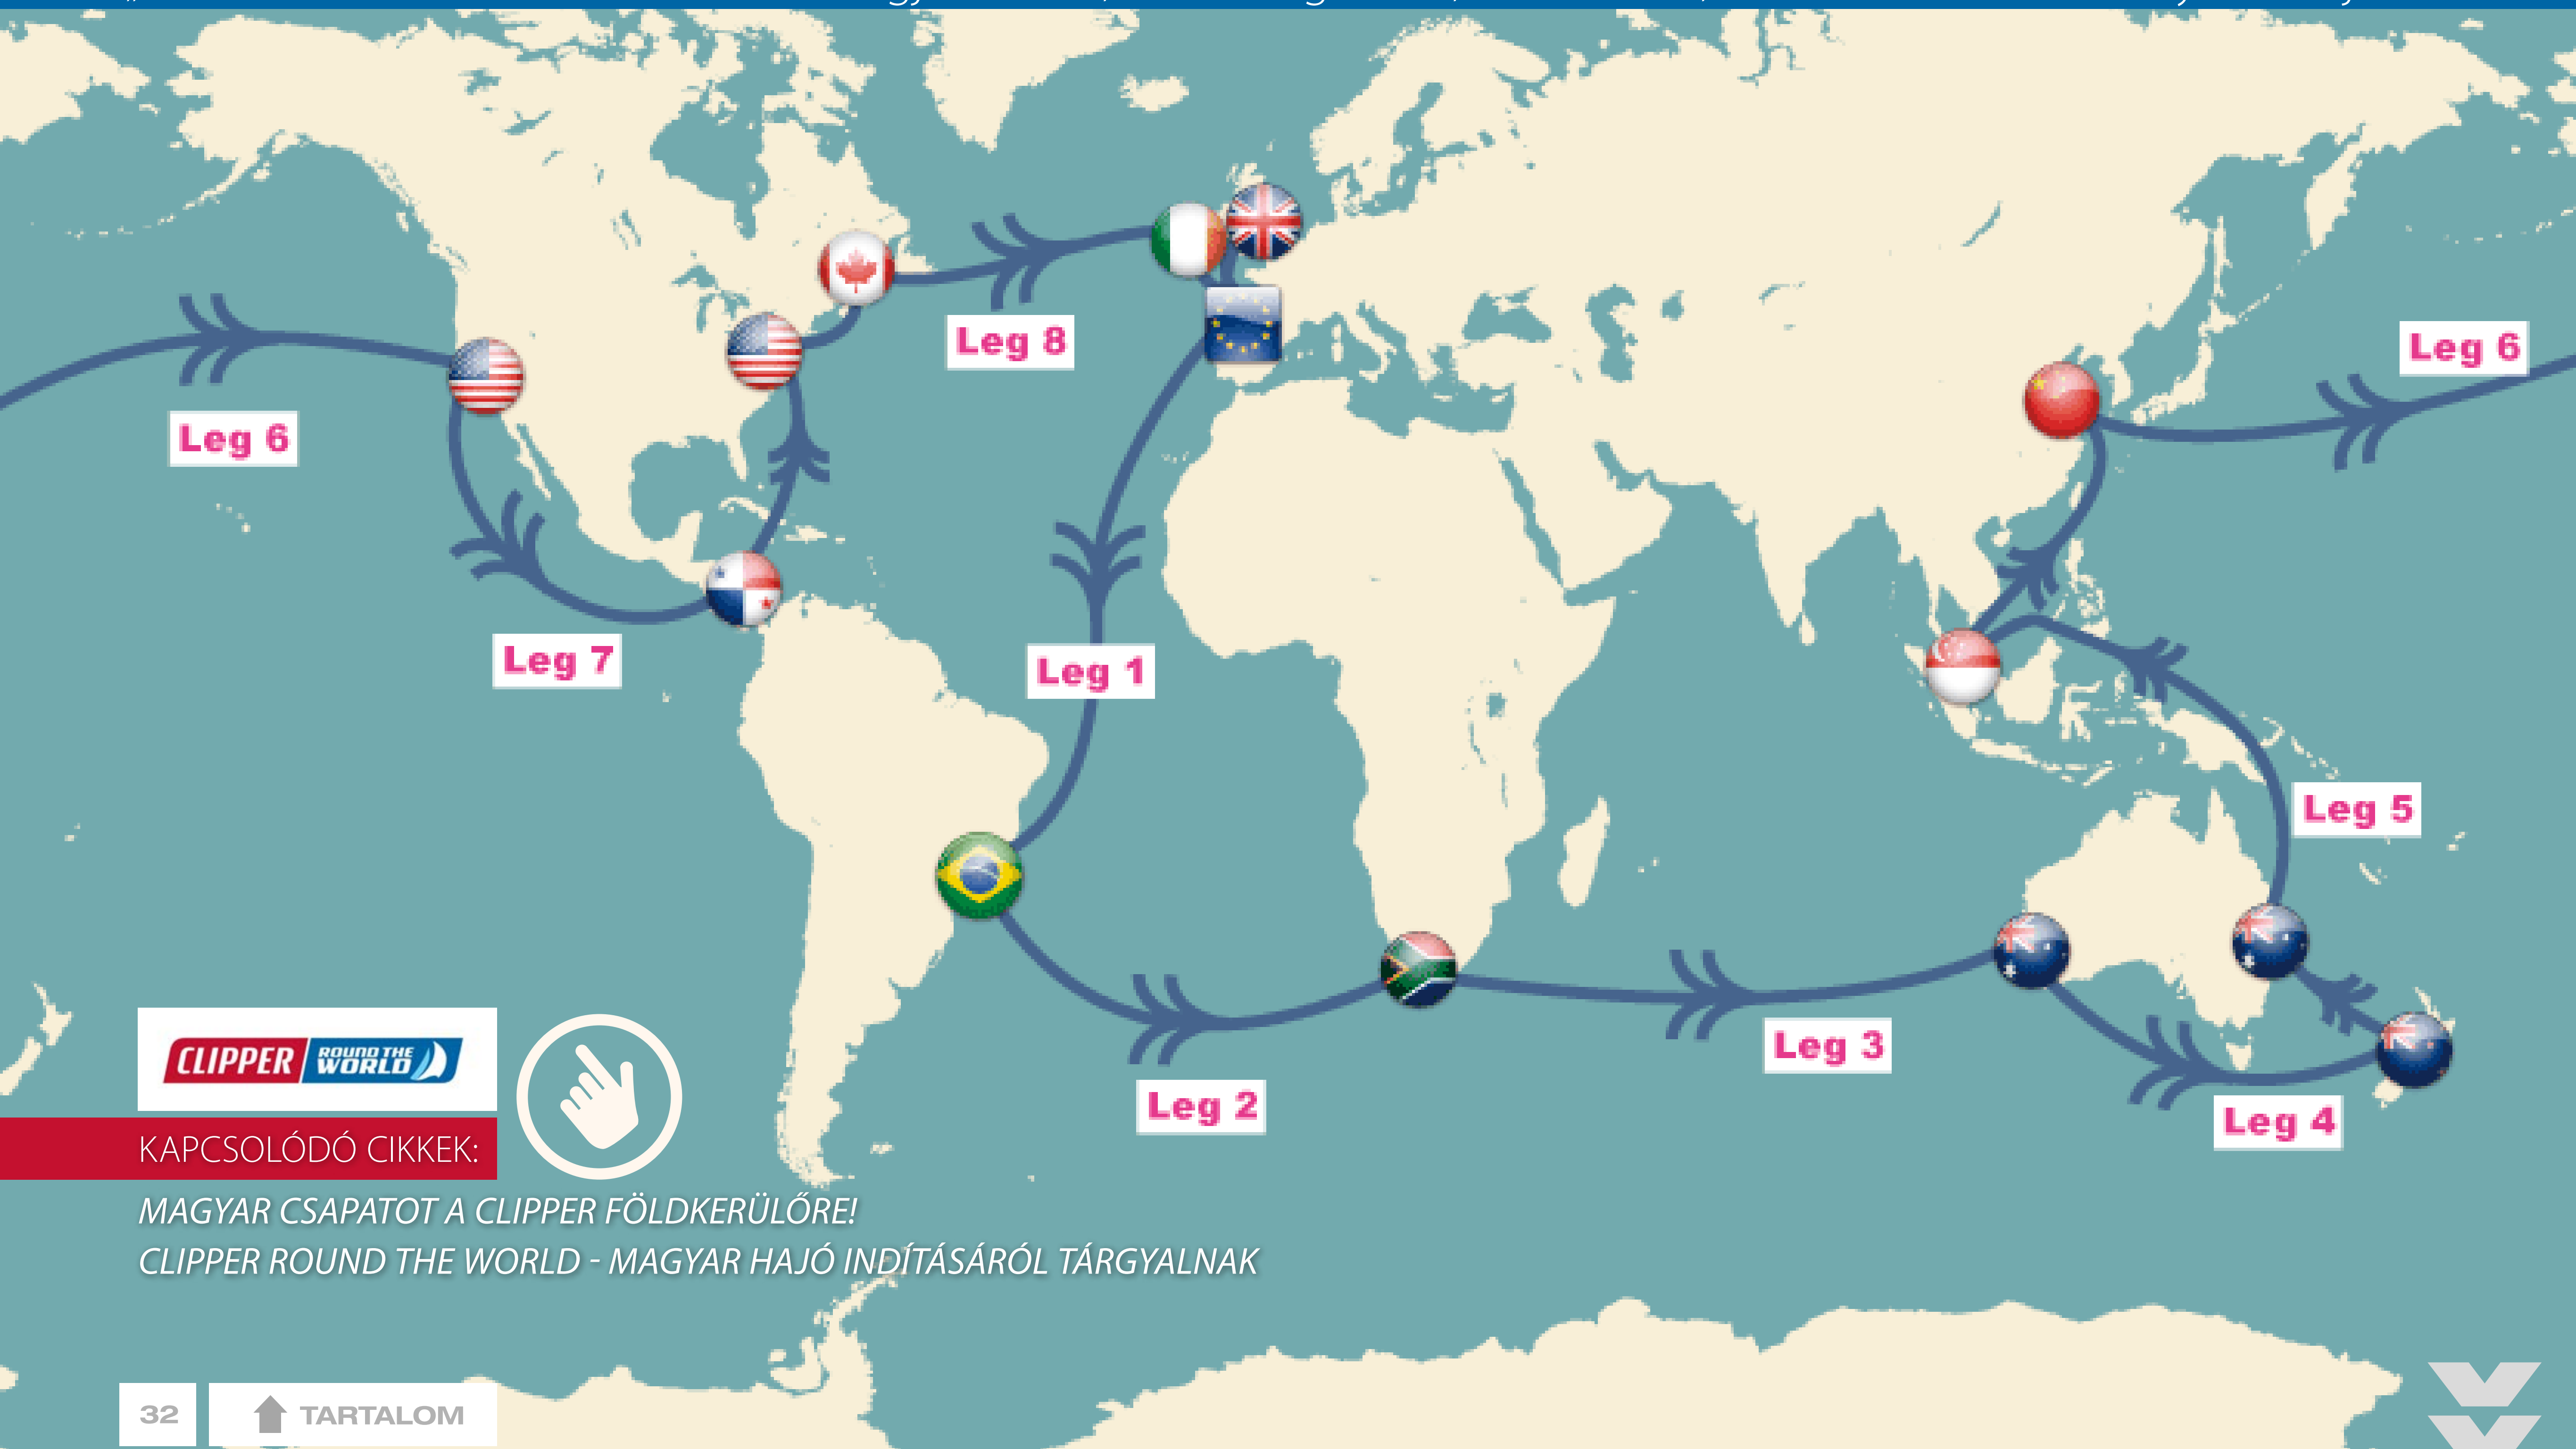 Leg 8
Leg 6
Leg 6
Leg 7
Leg 1
Leg 5
Leg 3
Leg 2
Leg 4
CLIPPER ROUND THE WORLD
KAPCSOLÓDÓ CIKKEK:
MAGYAR CSAPATOT A CLIPPER FÖLDKERÜLŐRE!
CLIPPER ROUND THE WORLD - MAGYAR HAJÓ INDÍTÁSÁRÓL TÁRGYALNAK
32
TARTALOM